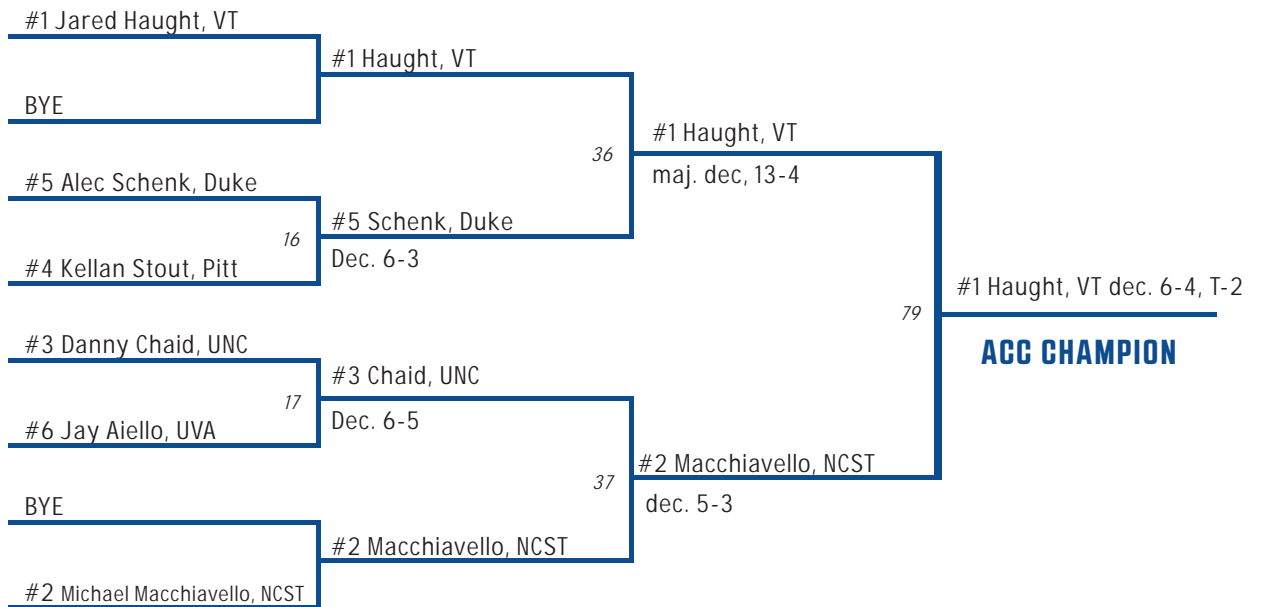 #1 Jared Haught, VT
BYE
#5 Alec Schenk, Duke
16
#4 Kellan Stout, Pitt
#3 Danny Chaid, UNC
17
#6 Jay Aiello, UVA
BYE
#2 Michael Macchiavello, NCST
#1 Haught, VT
36
#5 Schenk, Duke
Dec. 6-3
#3 Chaid, UNC
Dec. 6-5
37
#2 Macchiavello, NCST
#1 Haught, VT
maj. dec, 13-4
79
#2 Macchiavello, NCST
dec. 5-3
#1 Haught, VT dec. 6-4, T-2
ACC CHAMPION